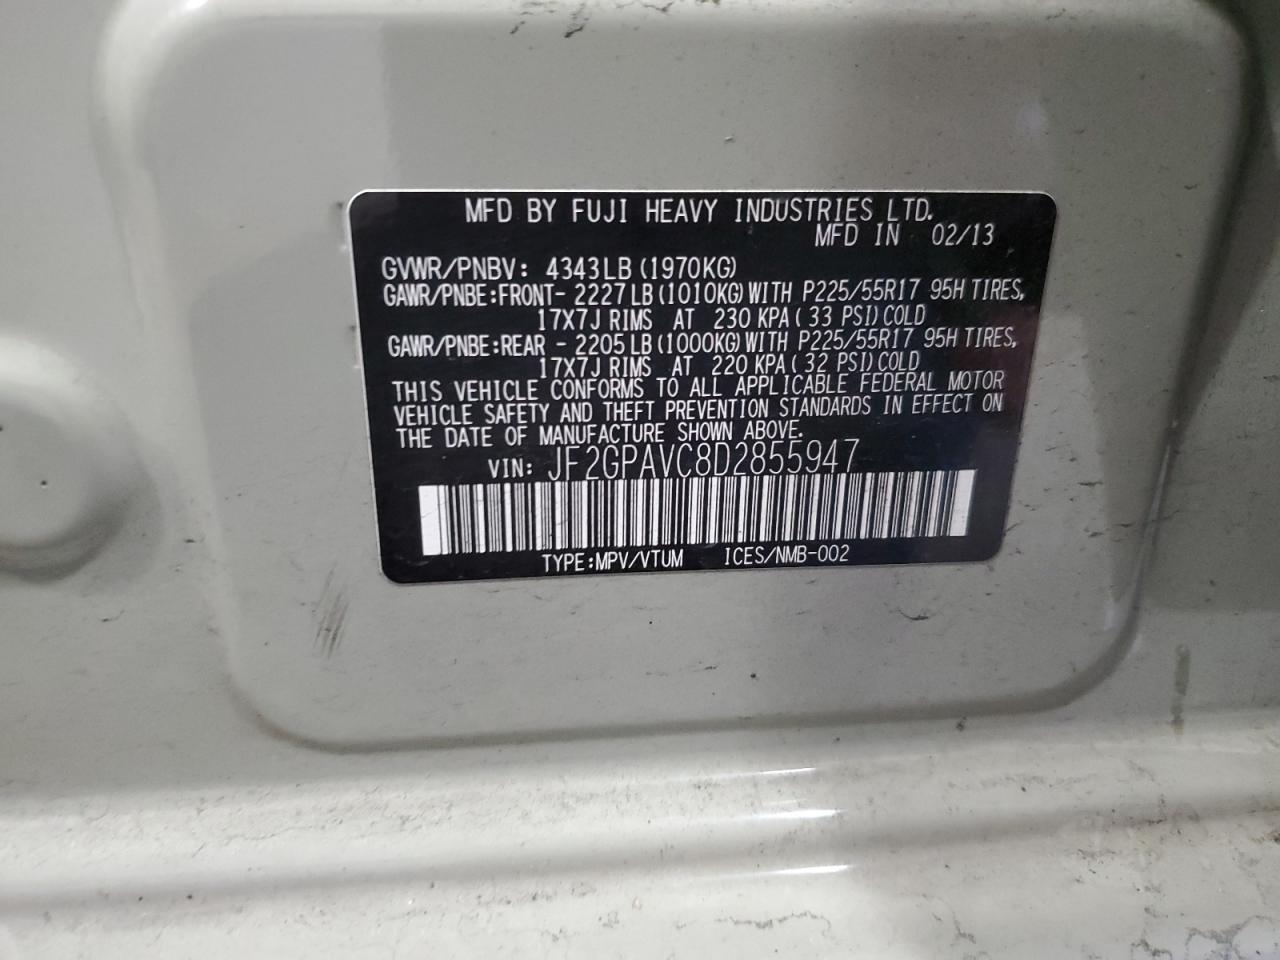 MFD BY FUJI HEAVY INDUSTRIES LTD.
MFD IN 02/13
GVWR/PNBV: 4343LB (1970KG)
GAWR/PNBE:FRONT- 2227LB (1010KG) WITH P225/55R17 95H TIRES,
17X7J RIMS AT 230 KPA ( 33 PSI) COLD
GAWR/PNBE:REAR - 2205LB (1000KG) WITH P225/55R17 95H TIRES,
17X7J RIMS AT 220 KPA ( 32 PSI) COLD
THIS VEHICLE CONFORMS TO ALL APPLICABLE FEDERAL MOTOR
VEHICLE SAFETY AND THEFT PREVENTION STANDARDS IN EFFECT ON
THE DATE OF MANUFACTURE SHOWN ABOVE.
VIN: JF2GPAVC8D2855947
TYPE:MPV/VTUM ICES/NMB-002